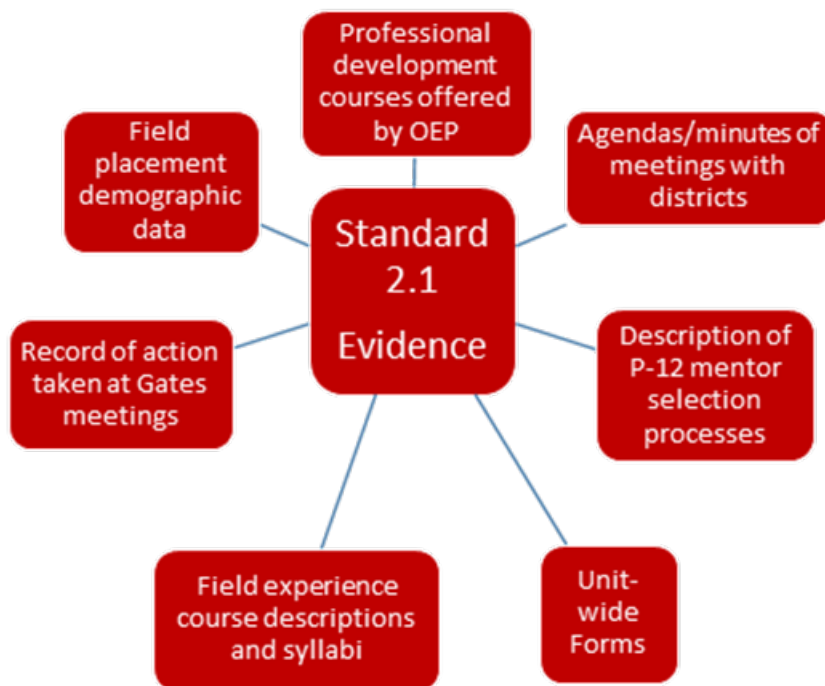 Professional
development
courses offered
by OEP
Field
placement
demographic
data
Agendas/minutes of
meetings with
districts
Standard
2.1
Evidence
Record of action
taken at Gates
meetings
Description of
P-12 mentor
selection
processes
Field experience
course descriptions
and syllabi
Unit-
wide
Forms